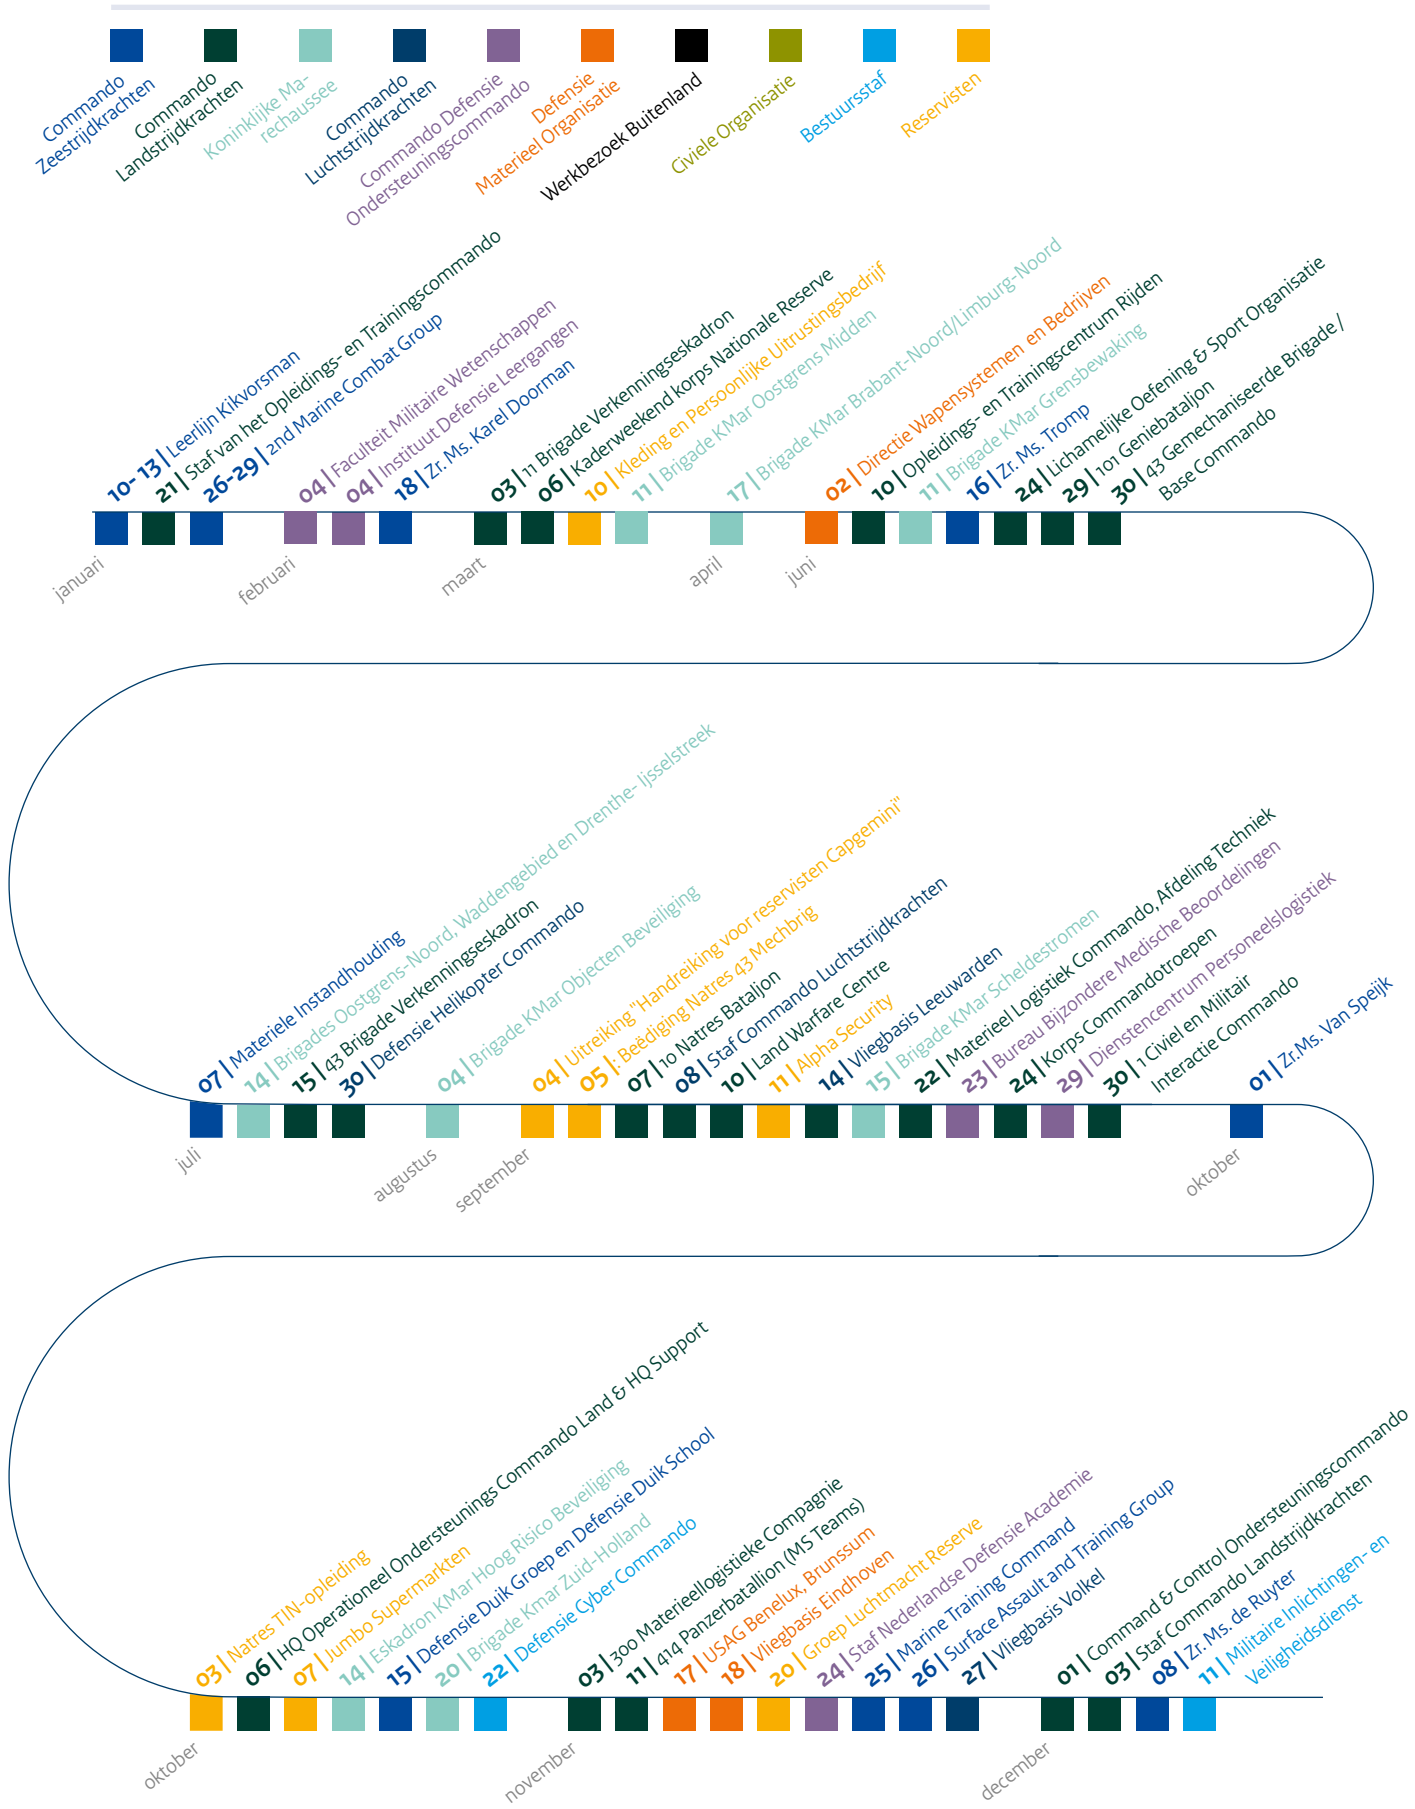 Commando
Zeestrijdkrachten
Commando
Landstrijdkrachten
Koninklijke Ma-
rechaussee
Commando
Luchtstrijdkrachten
Commando Defensie
Ondersteuningscommando
Defensie
Materieel Organisatie
Werkbezoek Buitenland
Civiele Organisatie
Bestuursstaf
Reservisten
10- 13 | Leerlijn Kikvorsman
21 | Staf van het Opleidings- en Trainingscommando
26-29 | 2nd Marine Combat Group
04 | Faculteit Militaire Wetenschappen
04 | Instituut Defensie Leergangen
18 | Zr. Ms. Karel Doorman
03 | 11 Brigade Verkenningseskadron
06 | Kaderweekend Korps Nationale Reserve
10 | Kleding en Persoonlijke Uitrustingsbedrijf
11 | Brigade KMar Oostgrens Midden
17 | Brigade KMar Brabant-Noord/Limburg-Noord
02 | Directie Wapensystemen en Bedrijven
10 | Opleidings- en Trainingscentrum Rijden
11 | Brigade KMar Grensbewaking
16 | Zr. Ms. Tromp
24 | Lichamelijke Oefening & Sport Organisatie
29 | 101 Geniebataljon
30 | 43 Gemechaniseerde Brigade /
Base Commando
januari
februari
maart
april
juni
07 | Materiele Instandhouding
14 | Brigades Oostgrens-Noord, Waddengebied en Drenthe- Ijsselstreek
15 | 43 Brigade Verkenningseskadron
30 | Defensie Helikopter Commando
04 | Brigade KMar Objecten Beveiliging
04 | Uitreiking "Handreiking voor reservisten Capgemini"
05 |: Beëdiging Natres 43 Mechbrig
07 | 10 Natres Bataljon
08 | Staf Commando Luchtstrijdkrachten
10 | Land Warfare Centre
11 | Alpha Security
14 | Vliegbasis Leeuwarden
15 | Brigade KMar Scheldestromen
22 | Materieel Logistiek Commando, Afdeling Techniek
23 | Bureau Bijzondere Medische Beoordelingen
24 | Korps Commandotroepen
29 | Dienstencentrum Personeelslogistiek
30 | 1 Civiel en Militair
Interactie Commando
01 | Zr.Ms. Van Speijk
juli
augustus
september
oktober
03 | Natres TIN-opleiding
06 | HQ Operationeel Ondersteunings Commando Land & HQ Support
07 | Jumbo Supermarkten
14 | Eskadron KMar Hoog Risico Beveiliging
15 | Defensie Duik Groep en Defensie Duik School
20 | Brigade Kmar Zuid-Holland
22 | Defensie Cyber Commando
03 | 300 Materieellogistieke Compagnie
11 | 414 Panzerbatallion (MS Teams)
17 | USAG Benelux, Brunssum
18 | Vliegbasis Eindhoven
20 | Groep Luchtmacht Reserve
24 | Staf Nederlandse Defensie Academie
25 | Marine Training Command
26 | Surface Assault and Training Group
27 | Vliegbasis Volkel
01 | Command & Control Ondersteuningscommando
03 | Staf Commando Landstrijdkrachten
08 | Zr. Ms. de Ruyter
11 | Militaire Inlichtingen- en
Veiligheidsdienst
oktober
november
december